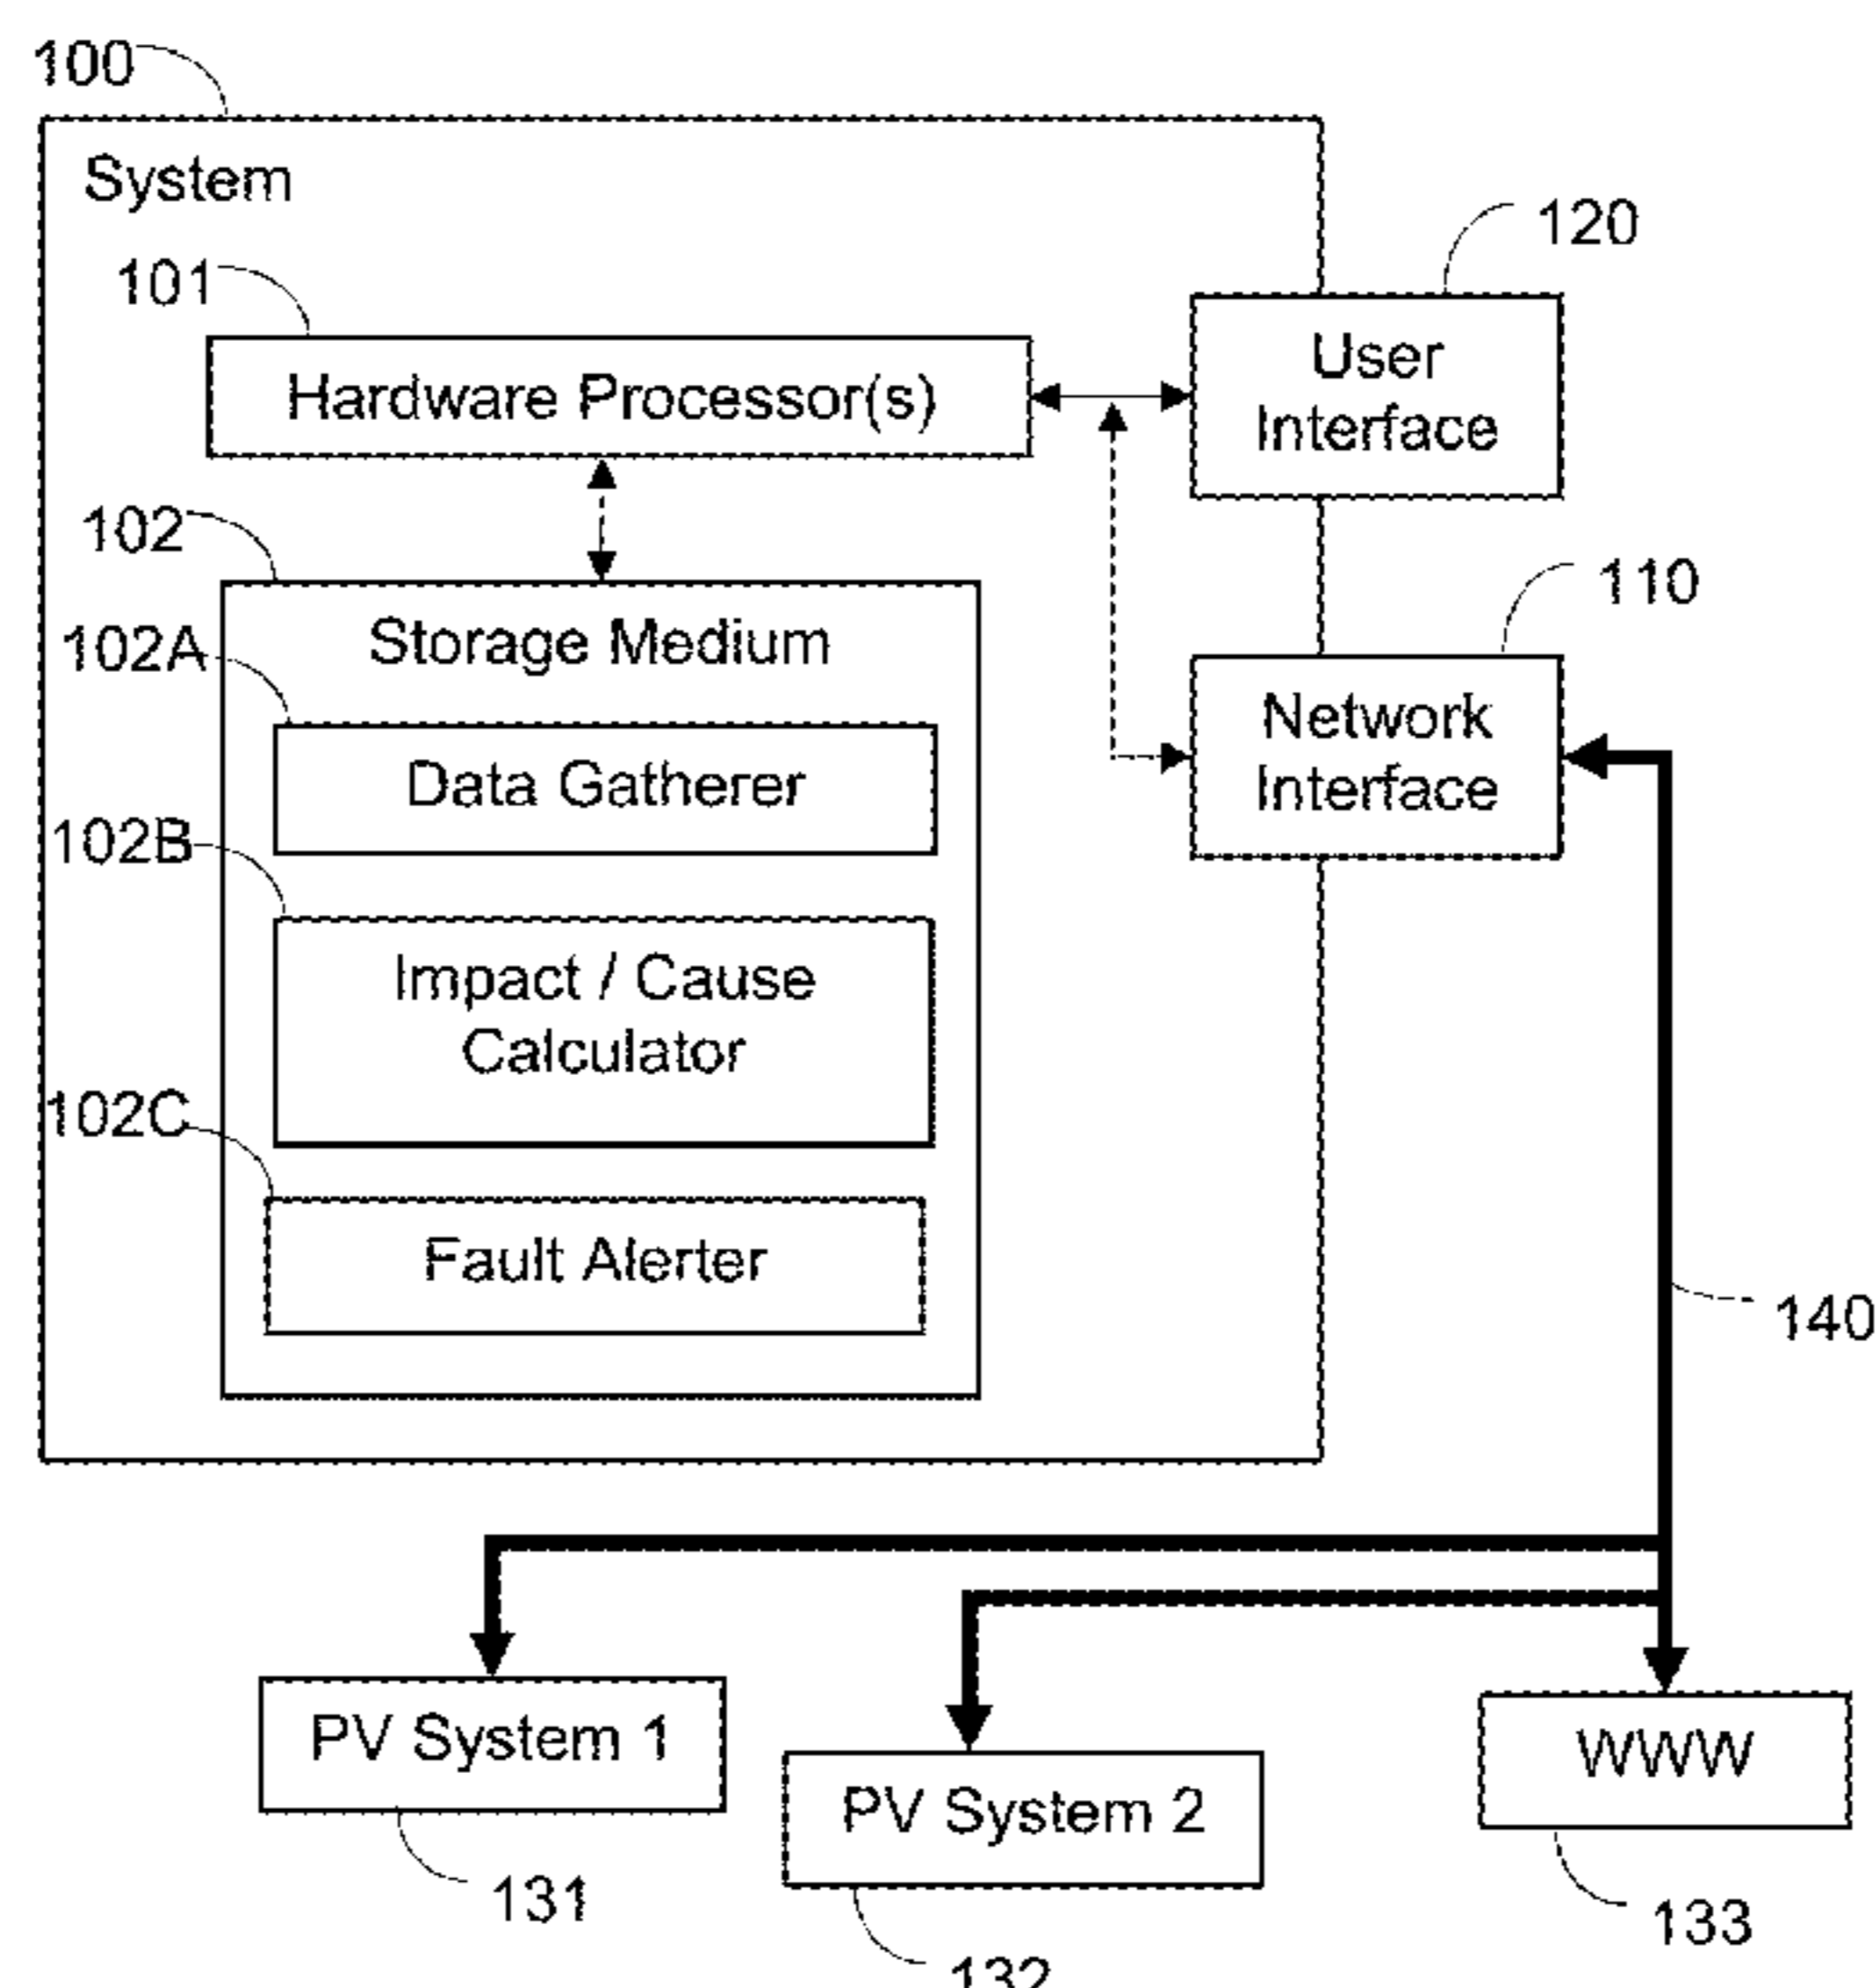 100
System
120
101
Hardware Processor(s)
User
Interface
102
110
Storage Medium
102A
Network
Interface
Data Gatherer
102B
Impact / Cause
Calculator
102C
Fault Alerter
140
PV System 1
WWW
PV System 2
131
133
132